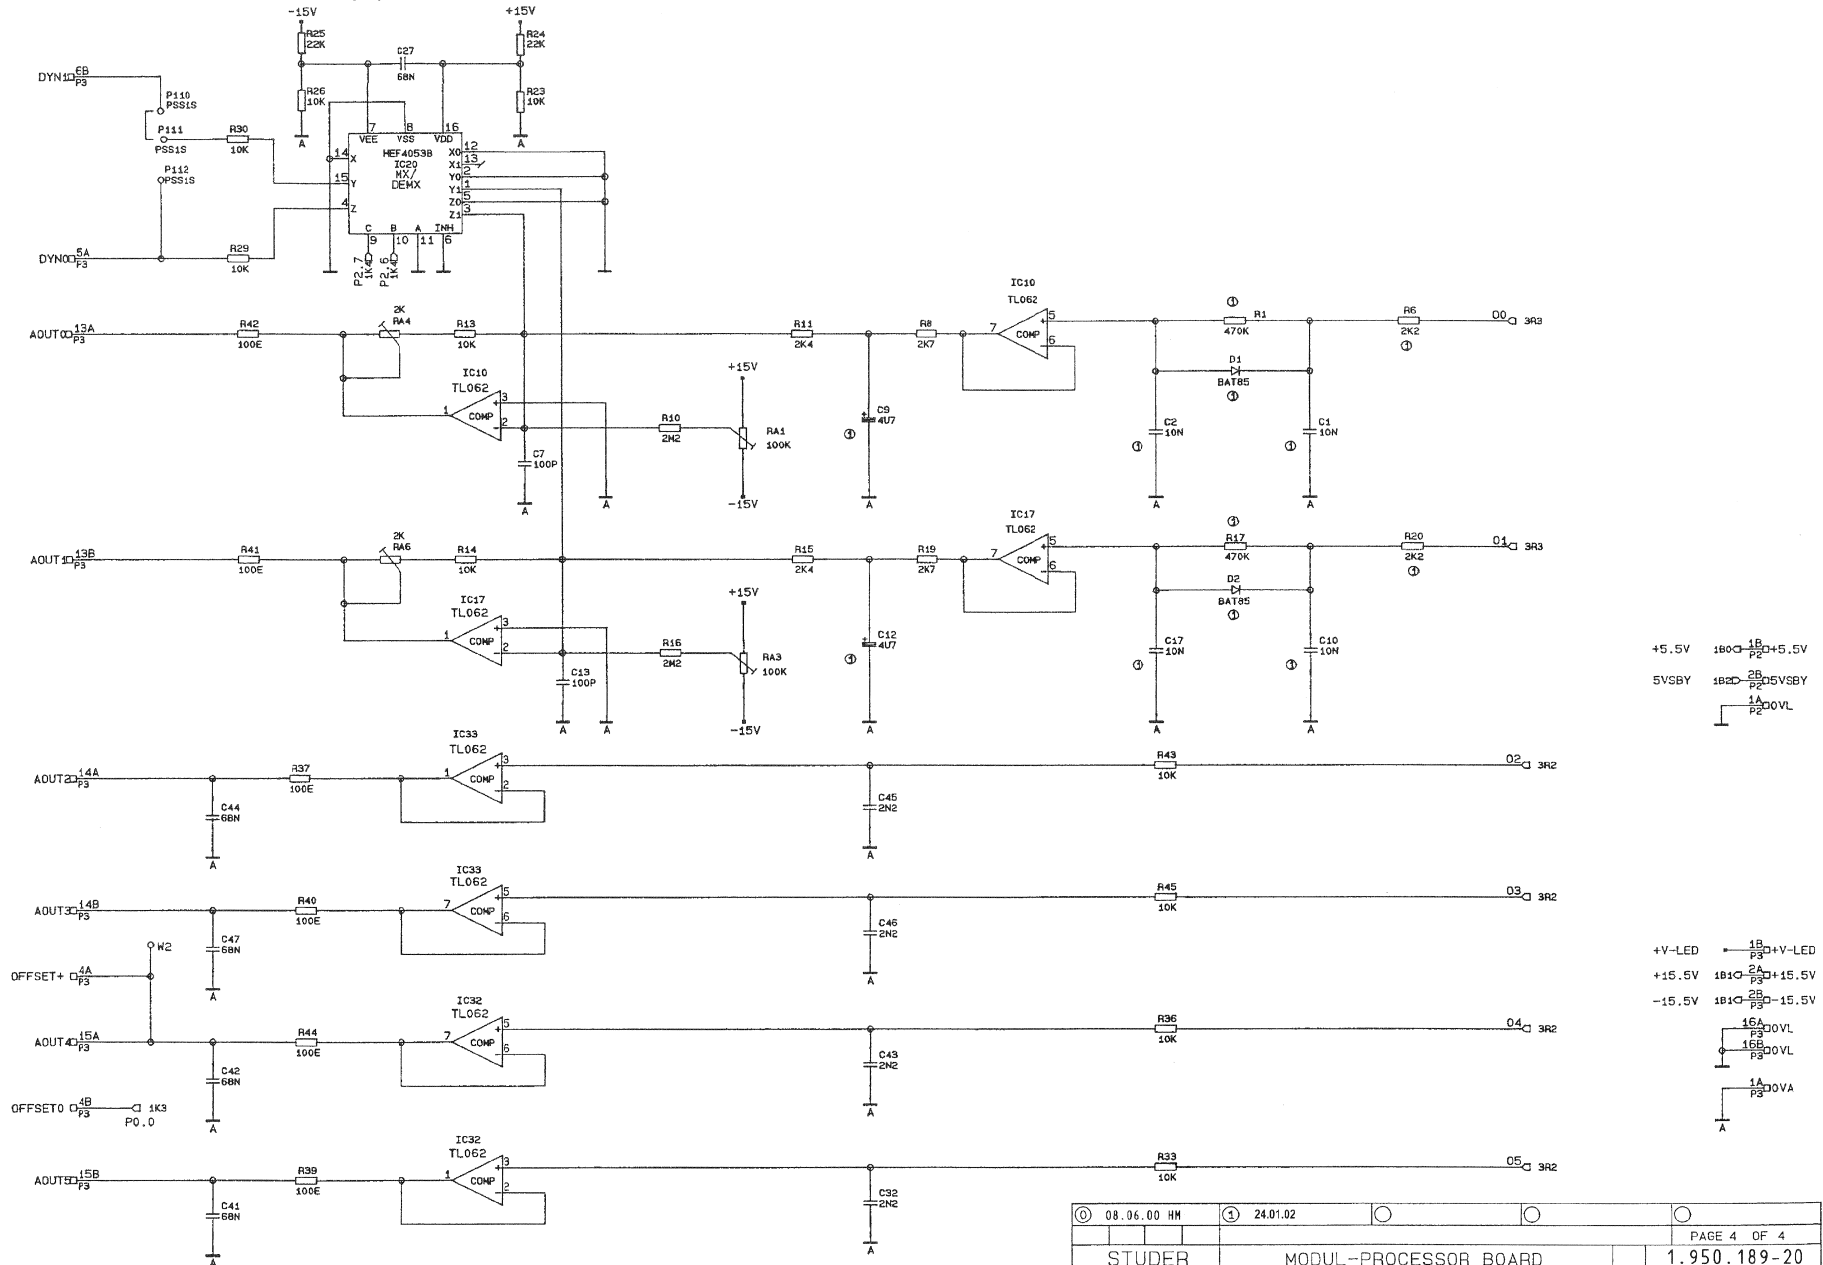 -15V
+15V
R25
22K
R24
22K
C27
68N
DYN1 6B
P3
P110
PSS1S
R26
10K
R23
10K
A
A
P111
PSS1S
R30
10K
7 8 16
VEE VSS VDD
HEF4053B
IC20
MX/
DEMX
14 X
15 Y
4 Z
X0 12
X1 13
Y0 2
Y1 1
Z0 5
Z1 3
P112
PSS1S
C B A INH
9 10 11 6
P2.7
1K4
P2.6
1K4
DYN0 5A
P3
R29
10K
AOUT0 13A
P3
R42
100E
2K
RA4
R13
10K
R11
2K4
R8
2K7
IC10
TL062
7 COMP
+5
-6
①
R1
470K
R6
2K2
①
O0 3R3
D1
BAT85
①
IC10
TL062
1 COMP
+3
-2
R10
2M2
+15V
RA1
100K
-15V
C7
100P
A
A
C9
4U7
①
A
C2
10N
①
A
C1
10N
①
A
AOUT1 13B
P3
R41
100E
2K
RA6
R14
10K
R15
2K4
R19
2K7
IC17
TL062
7 COMP
+5
-6
①
R17
470K
R20
2K2
①
O1 3R3
D2
BAT85
①
IC17
TL062
1 COMP
+3
-2
R16
2M2
+15V
RA3
100K
-15V
C13
100P
A
A
C12
4U7
①
A
C17
10N
①
A
C10
10N
①
A
+5.5V 1B0 1B P2 +5.5V
5VSBY 1B2 2B P2 5VSBY
1A P2 0VL
AOUT2 14A
P3
R37
100E
C44
68N
A
IC33
TL062
1 COMP
+3
-2
C45
2N2
A
R43
10K
O2 3R2
AOUT3 14B
P3
R40
100E
C47
68N
A
IC33
TL062
7 COMP
+5
-6
C46
2N2
A
R45
10K
O3 3R2
W2
OFFSET+ 4A
P3
+V-LED 1B P3 +V-LED
+15.5V 1B1 2A P3 +15.5V
-15.5V 1B1 2B P3 -15.5V
16A P3 0VL
16B P3 0VL
1A P3 0VA
A
AOUT4 15A
P3
R44
100E
C42
68N
A
IC32
TL062
7 COMP
+5
-6
C43
2N2
A
R36
10K
O4 3R2
OFFSET0 4B
P3
1K3
P0.0
AOUT5 15B
P3
R39
100E
C41
68N
A
IC32
TL062
1 COMP
+3
-2
C32
2N2
A
R33
10K
O5 3R2
⓪ 08.06.00 HM ① 24.01.02
PAGE 4 OF 4
STUDER MODUL-PROCESSOR BOARD 1.950.189-20